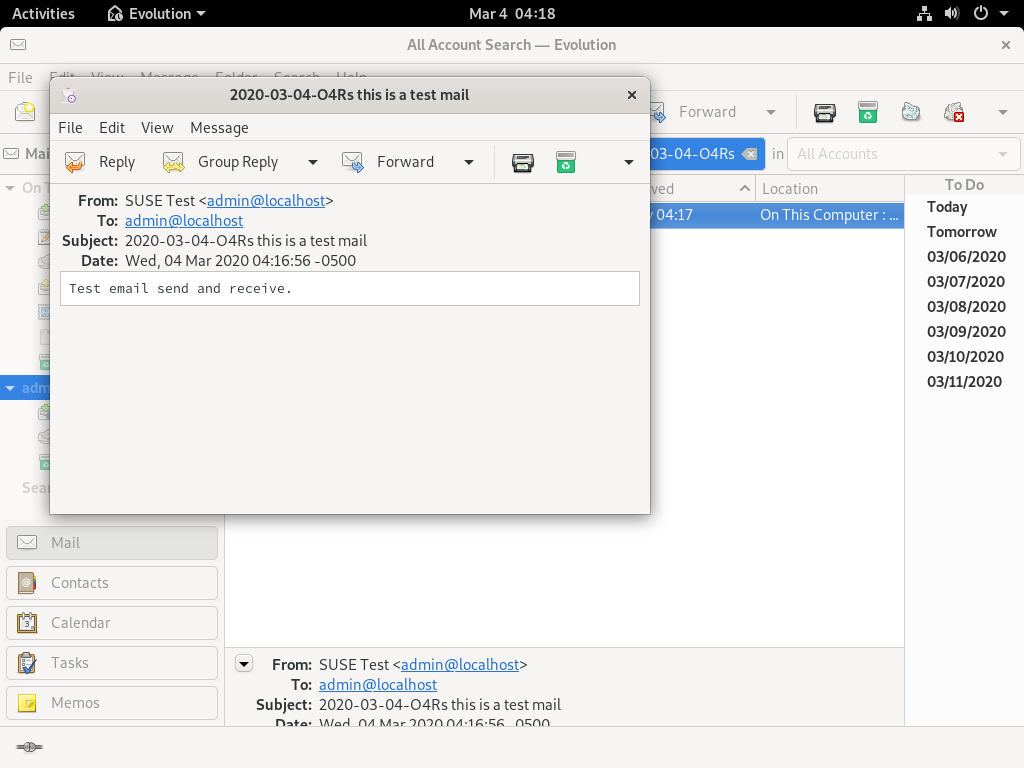 Activities Evolution Mar 4 04:18
All Account Search — Evolution
File Edit View Message Folder Search Help
2020-03-04-O4Rs this is a test mail
File Edit View Message
Reply Group Reply Forward
From: SUSE Test <admin@localhost>
To: admin@localhost
Subject: 2020-03-04-O4Rs this is a test mail
Date: Wed, 04 Mar 2020 04:16:56 -0500
Test email send and receive.
Forward
03-04-O4Rs in All Accounts
Location
04:17 On This Computer : ...
To Do
Today
Tomorrow
03/06/2020
03/07/2020
03/08/2020
03/09/2020
03/10/2020
03/11/2020
Mail
Contacts
Calendar
3
Tasks
Memos
From: SUSE Test <admin@localhost>
To: admin@localhost
Subject: 2020-03-04-O4Rs this is a test mail
Date: Wed, 04 Mar 2020 04:16:56 -0500